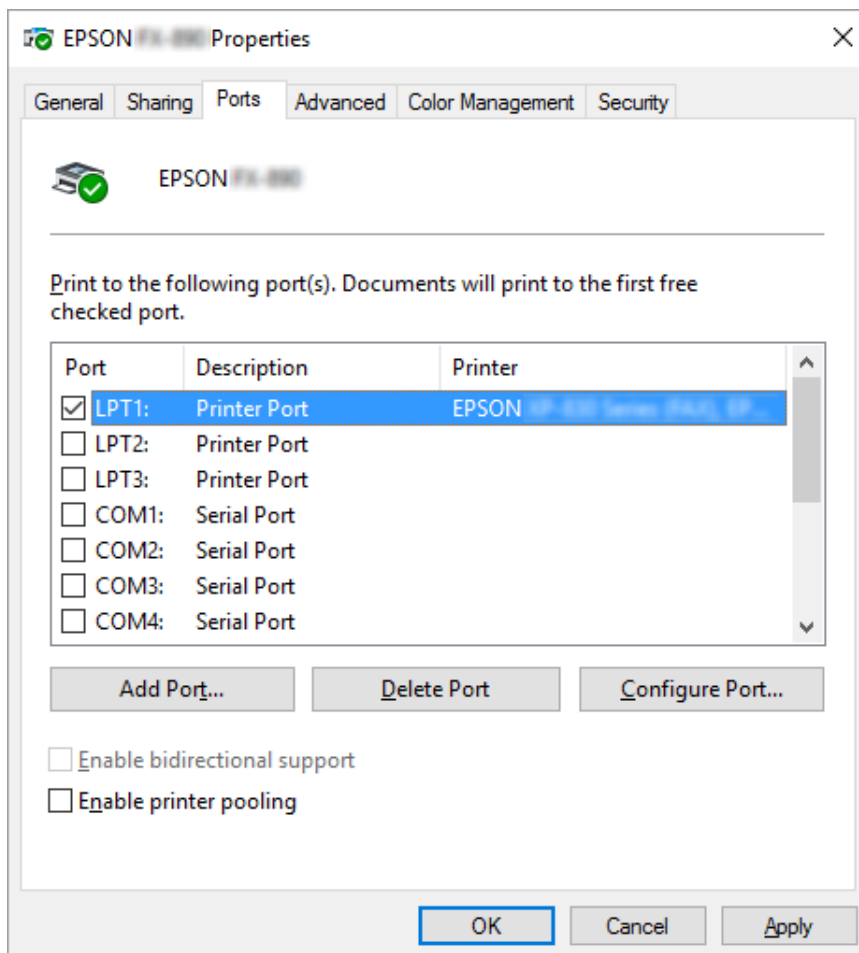 EPSON Properties
General Sharing Ports Advanced Color Management Security
EPSON
Print to the following port(s). Documents will print to the first free
checked port.
Port Description Printer
LPT1: Printer Port EPSON
LPT2: Printer Port
LPT3: Printer Port
COM1: Serial Port
COM2: Serial Port
COM3: Serial Port
COM4: Serial Port
Add Port... Delete Port Configure Port...
Enable bidirectional support
Enable printer pooling
OK Cancel Apply